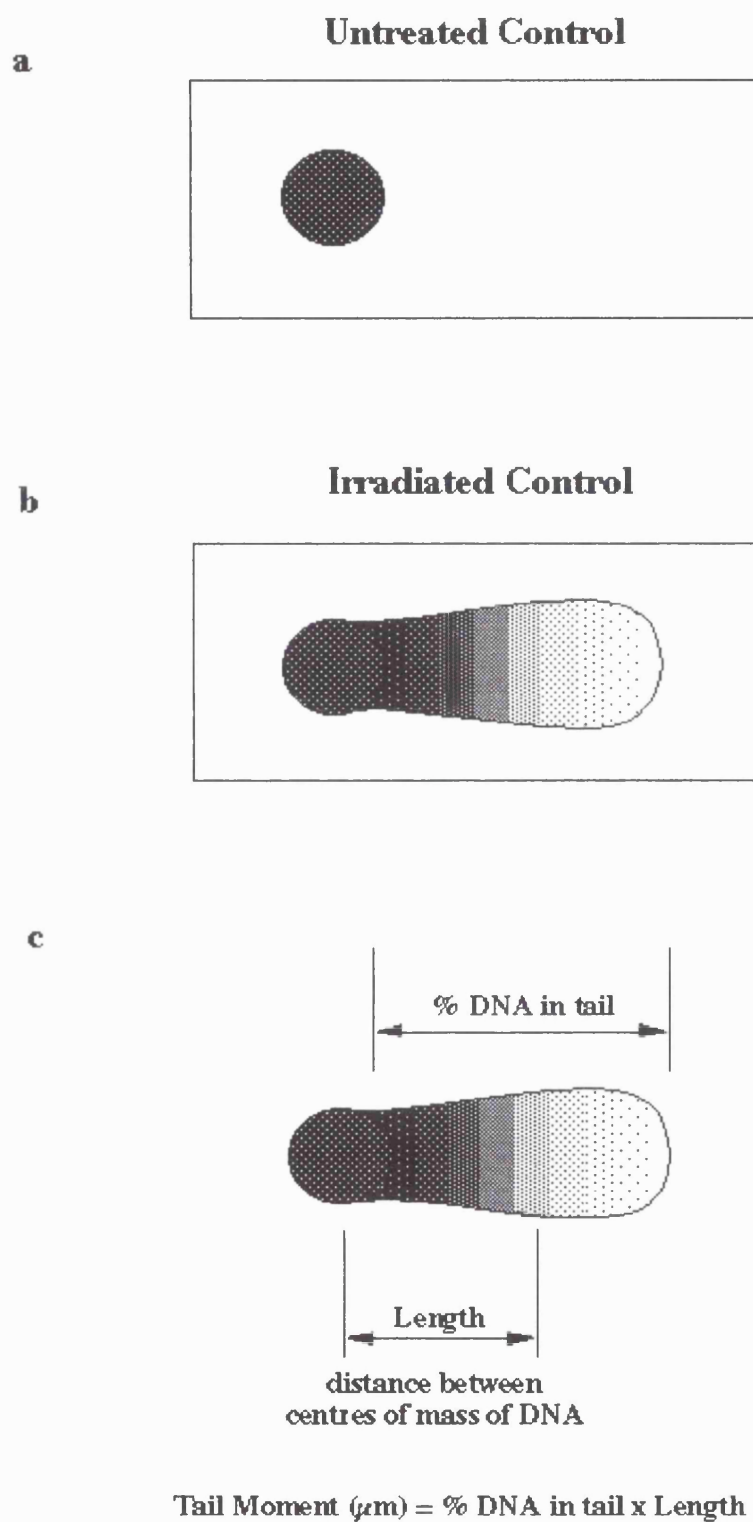 Untreated Control
a
Irradiated Control
b
c
% DNA in tail
Length
distance between
centres of mass of DNA
Tail Moment (μm) = % DNA in tail x Length